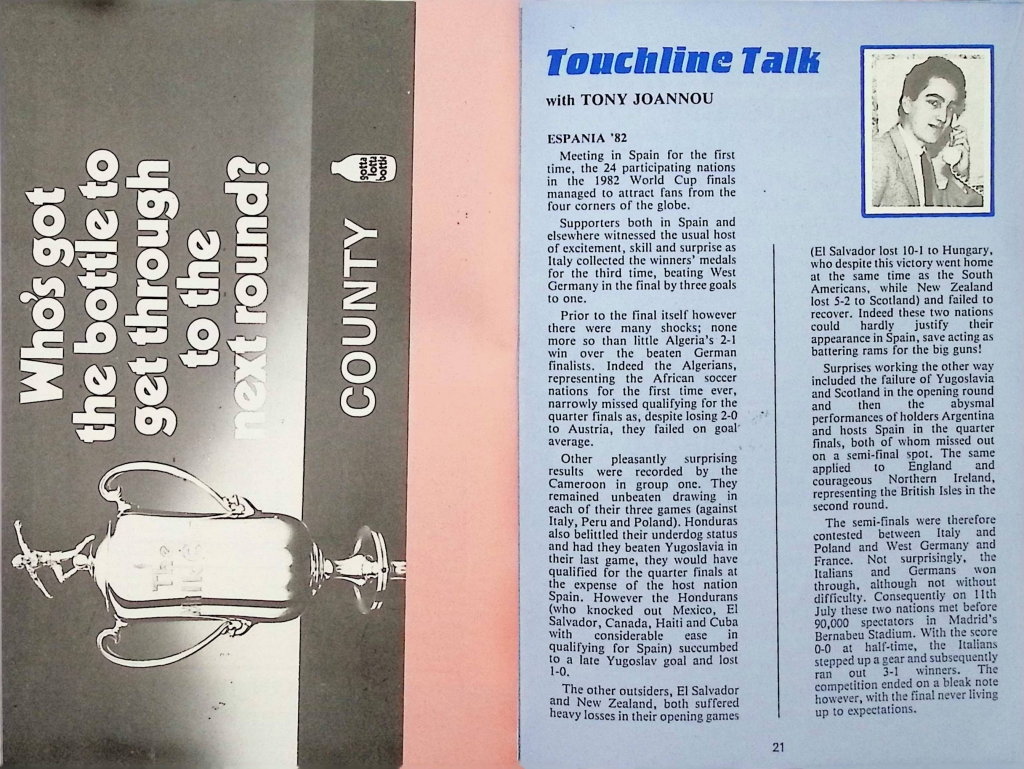 Who's got
the bottle to
get through
to the
next round?
gotta
lotta
bottle
COUNTY
The
Milk
Touchline Talk
with TONY JOANNOU
ESPANIA '82
Meeting in Spain for the first
time, the 24 participating nations
in the 1982 World Cup finals
managed to attract fans from the
four corners of the globe.
Supporters both in Spain and
elsewhere witnessed the usual host
of excitement, skill and surprise as
Italy collected the winners' medals
for the third time, beating West
Germany in the final by three goals
to one.
Prior to the final itself however
there were many shocks; none
more so than little Algeria's 2-1
win over the beaten German
finalists. Indeed the Algerians,
representing the African soccer
nations for the first time ever,
narrowly missed qualifying for the
quarter finals as, despite losing 2-0
to Austria, they failed on goal
average.
Other pleasantly surprising
results were recorded by the
Cameroon in group one. They
remained unbeaten drawing in
each of their three games (against
Italy, Peru and Poland). Honduras
also belittled their underdog status
and had they beaten Yugoslavia in
their last game, they would have
qualified for the quarter finals at
the expense of the host nation
Spain. However the Hondurans
(who knocked out Mexico, El
Salvador, Canada, Haiti and Cuba
with considerable ease in
qualifying for Spain) succumbed
to a late Yugoslav goal and lost
1-0.
The other outsiders, El Salvador
and New Zealand, both suffered
heavy losses in their opening games
(El Salvador lost 10-1 to Hungary,
who despite this victory went home
at the same time as the South
Americans, while New Zealand
lost 5-2 to Scotland) and failed to
recover. Indeed these two nations
could hardly justify their
appearance in Spain, save acting as
battering rams for the big guns!
Surprises working the other way
included the failure of Yugoslavia
and Scotland in the opening round
and then the abysmal
performances of holders Argentina
and hosts Spain in the quarter
finals, both of whom missed out
on a semi-final spot. The same
applied to England and
courageous Northern Ireland,
representing the British Isles in the
second round.
The semi-finals were therefore
contested between Italy and
Poland and West Germany and
France. Not surprisingly, the
Italians and Germans won
through, although not without
difficulty. Consequently on 11th
July these two nations met before
90,000 spectators in Madrid's
Bernabeu Stadium. With the score
0-0 at half-time, the Italians
stepped up a gear and subsequently
ran out 3-1 winners. The
competition ended on a bleak note
however, with the final never living
up to expectations.
21